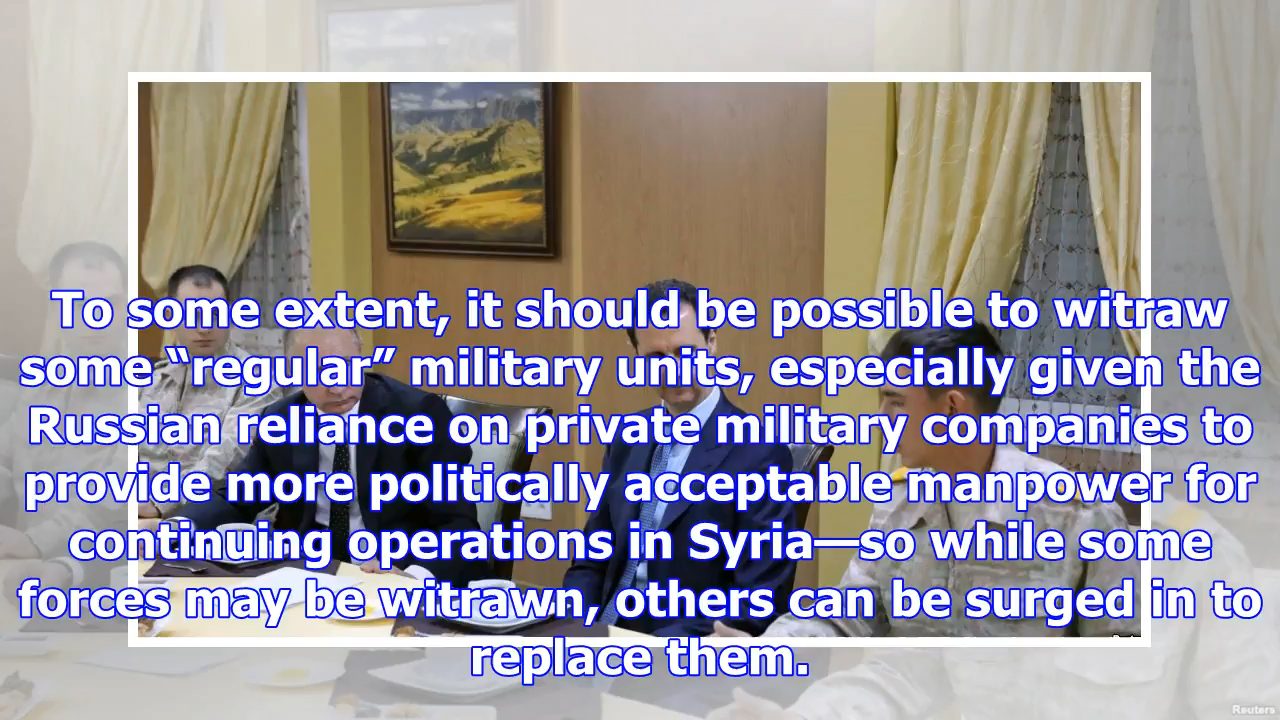 To some extent, it should be possible to witraw
some “regular” military units, especially given the
Russian reliance on private military companies to
provide more politically acceptable manpower for
continuing operations in Syria—so while some
forces may be witrawn, others can be surged in to
replace them.
Reuters